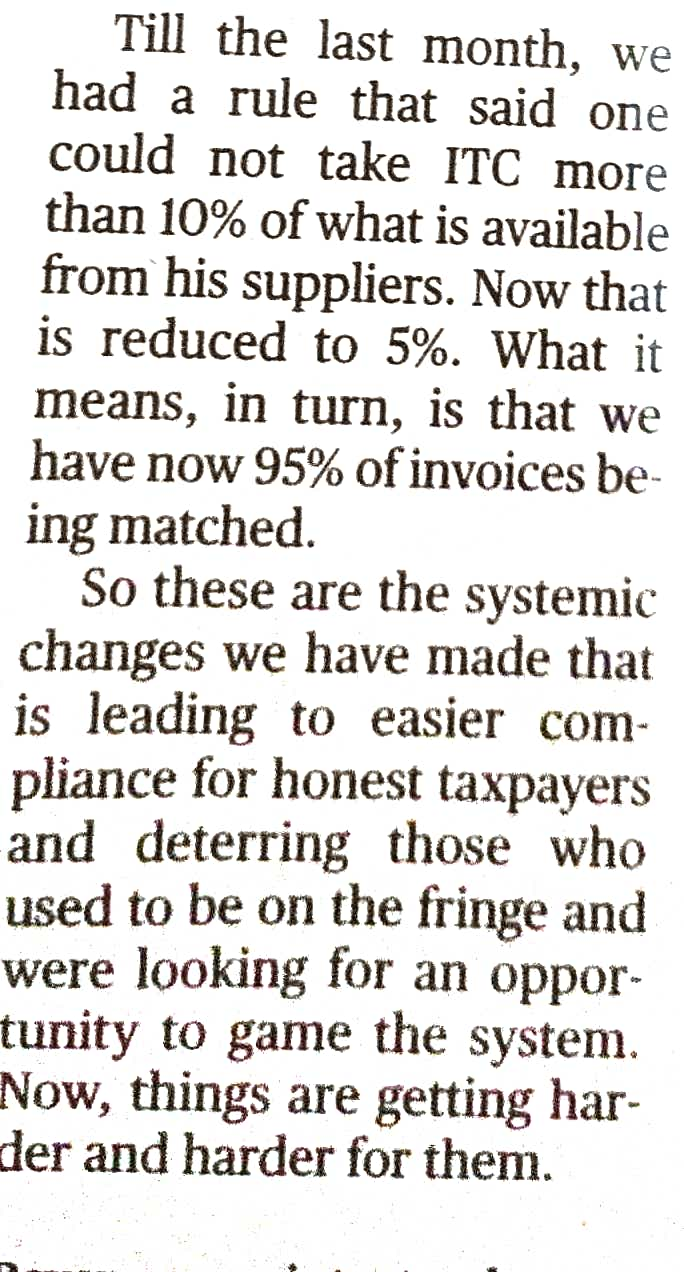 Till the last month, we
had a rule that said one
could not take ITC more
than 10% of what is available
from his suppliers. Now that
is reduced to 5%. What it
means, in turn, is that we
have now 95% of invoices be-
ing matched.
So these are the systemic
changes we have made that
is leading to easier com-
pliance for honest taxpayers
and deterring those who
used to be on the fringe and
were looking for an oppor-
tunity to game the system.
Now, things are getting har-
der and harder for them.